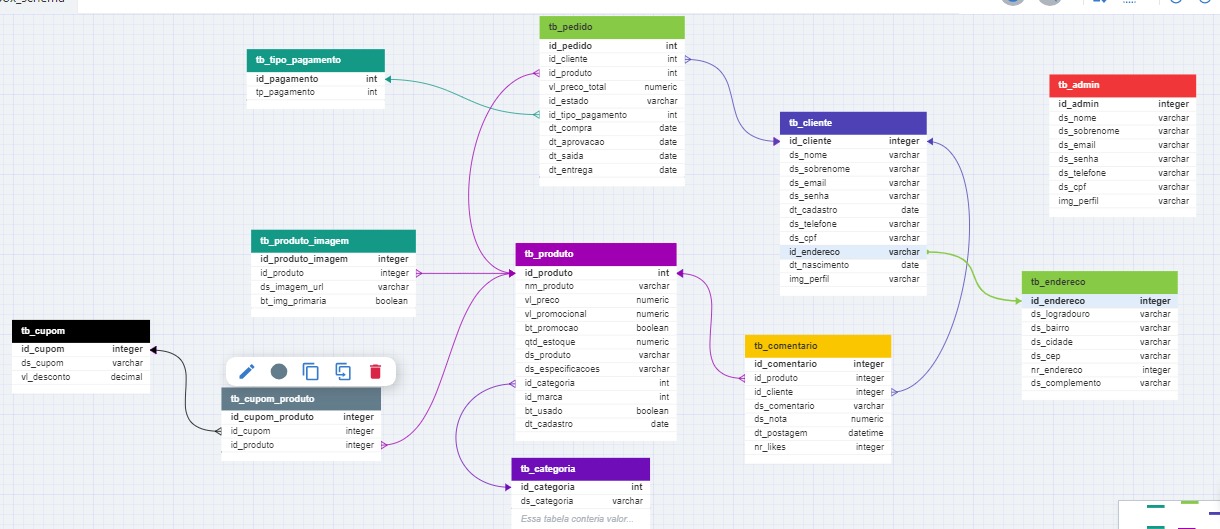 tb_pedido
id_pedido int
id_cliente int
id_produto int
vl_preco_total numeric
id_estado varchar
id_tipo_pagamento int
dt_compra date
dt_aprovacao date
dt_saida date
dt_entrega date
tb_tipo_pagamento
id_pagamento int
tp_pagamento int
tb_admin
id_admin integer
ds_nome varchar
ds_sobrenome varchar
ds_email varchar
ds_senha varchar
ds_telefone varchar
ds_cpf varchar
img_perfil varchar
tb_cliente
id_cliente integer
ds_nome varchar
ds_sobrenome varchar
ds_email varchar
ds_senha varchar
dt_cadastro date
ds_telefone varchar
ds_cpf varchar
id_endereco varchar
dt_nascimento date
img_perfil varchar
tb_produto_imagem
id_produto_imagem integer
id_produto integer
ds_imagem_url varchar
bt_img_primaria boolean
tb_produto
id_produto int
nm_produto varchar
vl_preco numeric
vl_promocional numeric
bt_promocao boolean
qtd_estoque numeric
ds_produto varchar
ds_especificacoes varchar
id_categoria int
id_marca int
bt_usado boolean
dt_cadastro date
tb_endereco
id_endereco integer
ds_logradouro varchar
ds_bairro varchar
ds_cidade varchar
ds_cep varchar
nr_endereco integer
ds_complemento varchar
tb_cupom
id_cupom integer
ds_cupom varchar
vl_desconto decimal
tb_comentario
id_comentario integer
id_produto integer
id_cliente integer
ds_comentario varchar
ds_nota numeric
dt_postagem datetime
nr_likes integer
tb_cupom_produto
id_cupom_produto integer
id_cupom integer
id_produto integer
tb_categoria
id_categoria int
ds_categoria varchar
Essa tabela conteria valor...